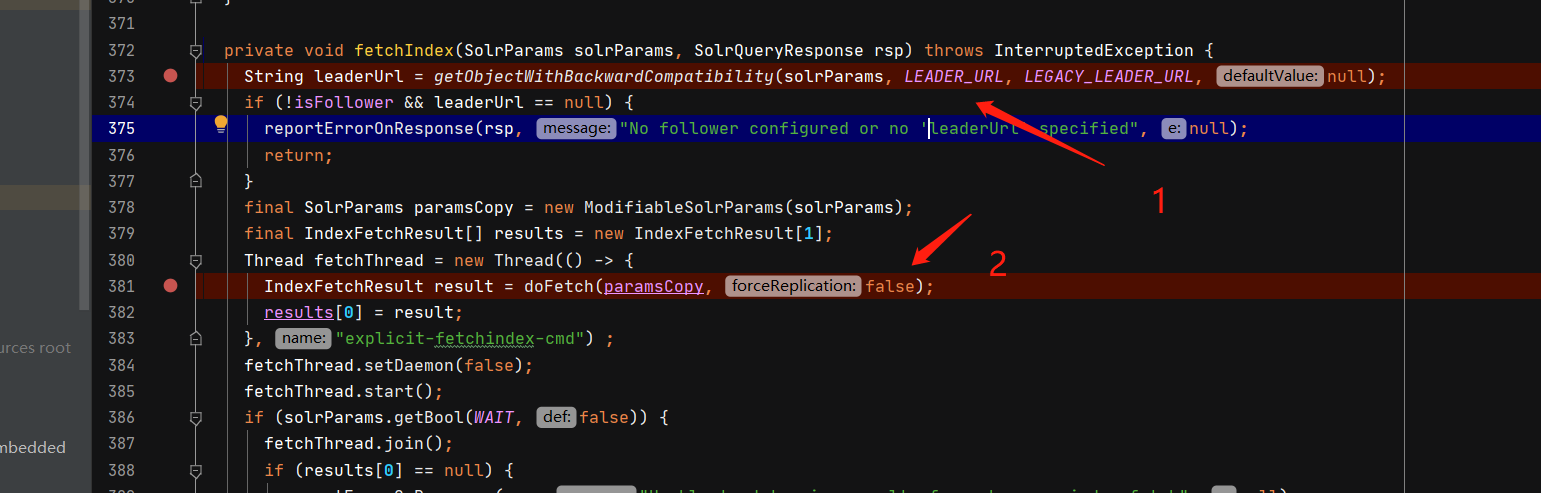 371
372 private void fetchIndex(SolrParams solrParams, SolrQueryResponse rsp) throws InterruptedException {
373 String leaderUrl = getObjectWithBackwardCompatibility(solrParams, LEADER_URL, LEGACY_LEADER_URL, defaultValue: null);
374 if (!isFollower && leaderUrl == null) {
375 reportErrorOnResponse(rsp, message: "No follower configured or no 'leaderUrl' specified", e: null);
376 return;
377 }
1
378 final SolrParams paramsCopy = new ModifiableSolrParams(solrParams);
379 final IndexFetchResult[] results = new IndexFetchResult[1];
380 Thread fetchThread = new Thread(() -> {
2
381 IndexFetchResult result = doFetch(paramsCopy, forceReplication: false);
382 results[0] = result;
urces root
383 }, name: "explicit-fetchindex-cmd") ;
384 fetchThread.setDaemon(false);
385 fetchThread.start();
386 if (solrParams.getBool(WAIT, def: false)) {
mbedded
387 fetchThread.join();
388 if (results[0] == null) {